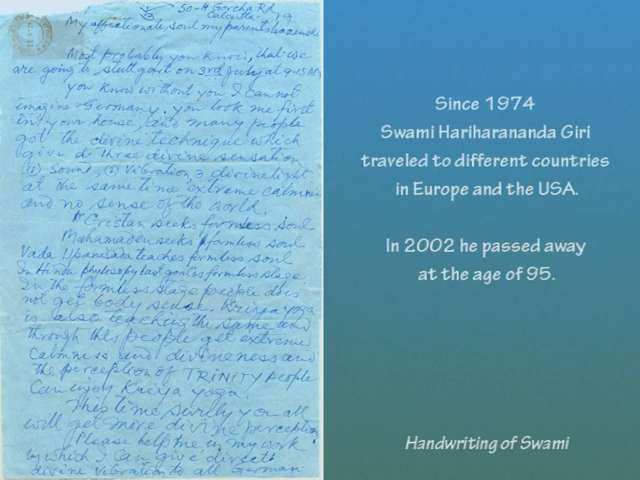 50-A Gorcha Rd
Calcutta - 19
My affectionate soul my parents
Most probably you know, that we
are going to stuttgart on 3rd July at 9-45 AM
you know without you I can not
imagine Germany. you took me first
in your house, and many people
got the divine technique which
give do three divine sensation
(1) Sound, (2) Vibration 3 divine light
at the same time extreme calmness
and no sense of the world.
Cristan seeks formless soul
Mahamaden seeks formless soul
Vada Upanisada teaches formless soul
In Hindu phylosopy last gontes formless stage
In the formless stage people does
not get body sense. Kriya yoga
is also teaching the same and
through this people get extreme
Calmness and divineness and
the perception of TRINITY People
Can enjoy Kriya yoga.
This time surely you all
will get more divine perception
Please help me in my work
by which I can give direct
divine vibration to all German
Since 1974
Swami Hariharananda Giri
traveled to different countries
in Europe and the USA.
In 2002 he passed away
at the age of 95.
Handwriting of Swami